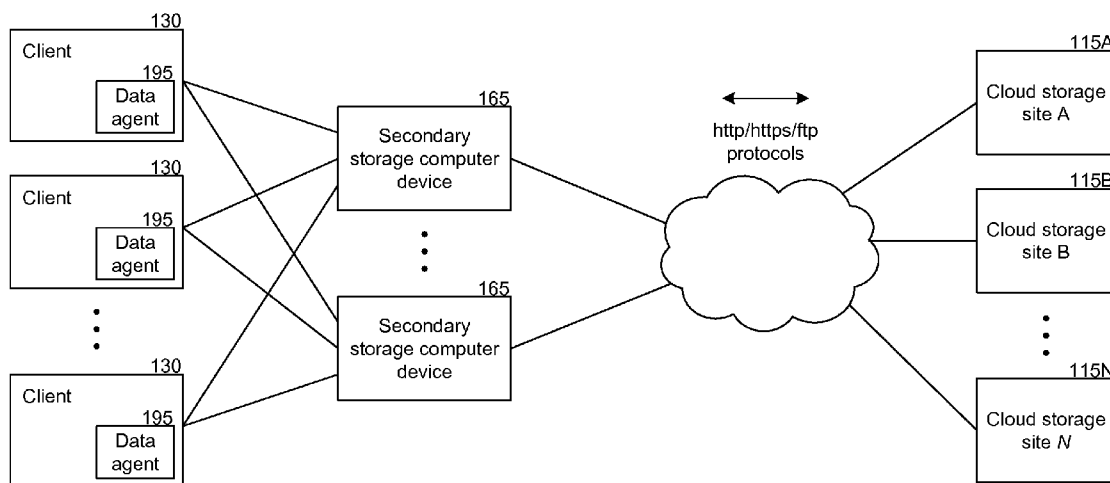 130
Client
195
Data
agent
130
Client
195
Data
agent
130
Client
195
Data
agent
165
Secondary
storage computer
device
165
Secondary
storage computer
device
http/https/ftp
protocols
115A
Cloud storage
site A
115B
Cloud storage
site B
115N
Cloud storage
site N